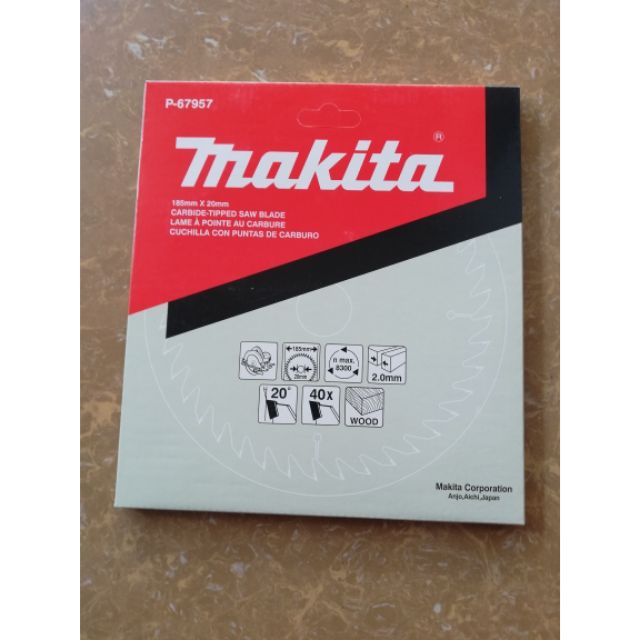 P-67957
makita®
185mm X 20mm
CARBIDE-TIPPED SAW BLADE
LAME À POINTE AU CARBURE
CUCHILLA CON PUNTAS DE CARBURO
185mm
20mm
n max.
8300
2.0mm
20°
40x
WOOD
Makita Corporation
Anjo,Aichi,Japan